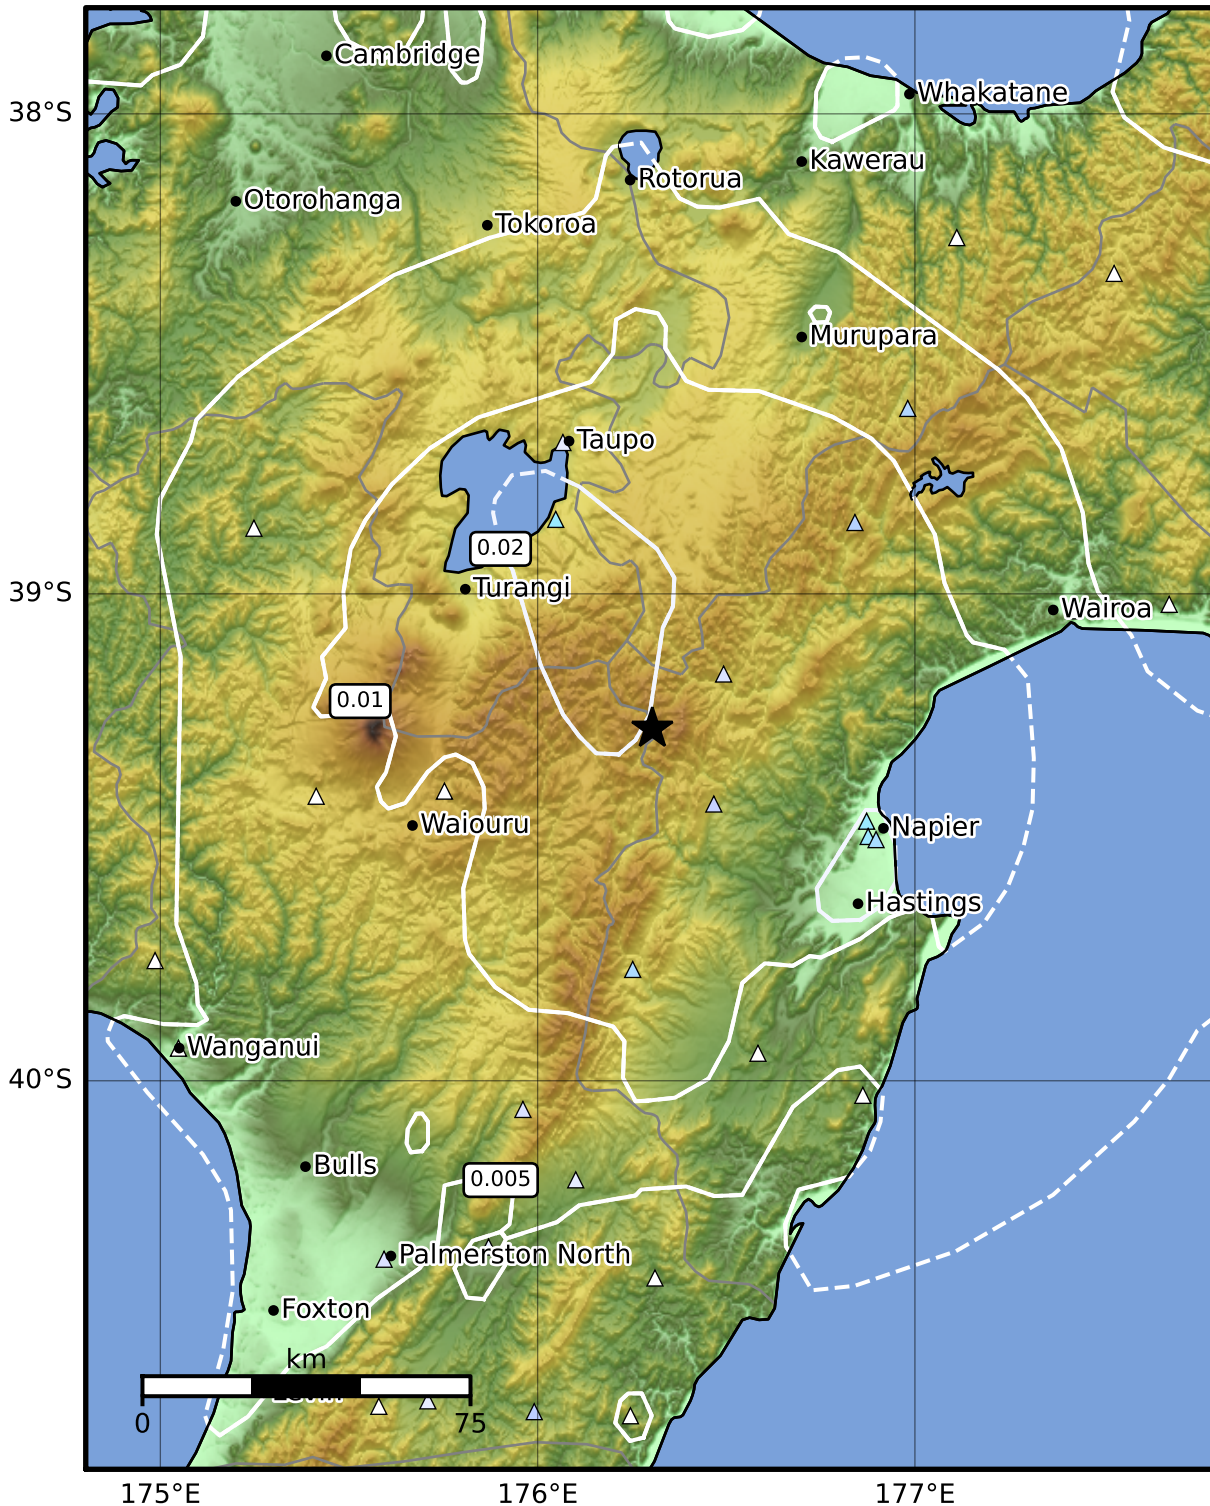 Cambridge
Whakatane
38°S
Kawerau
Rotorua
Otorohanga
Tokoroa
Murupara
Taupo
0.02
Turangi
39°S
Wairoa
0.01
Waiouru
Napier
Hastings
Wanganui
40°S
Bulls
0.005
Palmerston North
Foxton
km
0
75
175°E
176°E
177°E